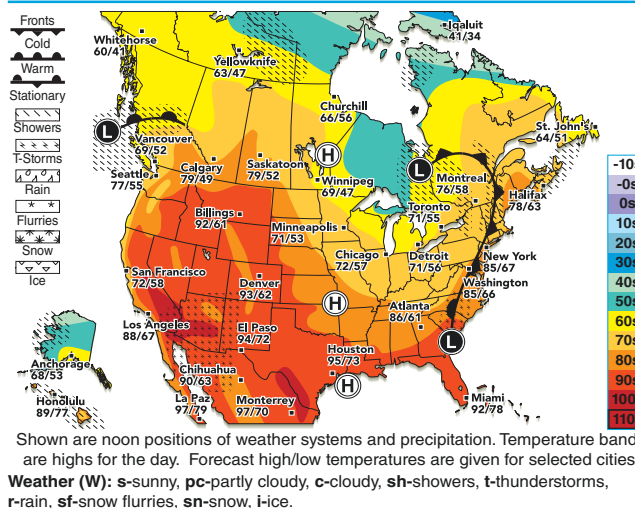 Fronts
Cold
Warm
Stationary
Showers
T-Storms
Rain
Flurries
Snow
Ice
Whitehorse
60/41
Yellowknife
63/47
Iqaluit
41/34
Churchill
66/56
St. John's
64/51
L
Vancouver
69/52
Seattle
77/55
Calgary
79/49
Saskatoon
79/52
H
Winnipeg
69/47
L
Montreal
76/58
Halifax
78/63
Toronto
71/55
Billings
92/61
Minneapolis
71/53
Chicago
72/57
Detroit
71/56
New York
85/67
Washington
85/66
San Francisco
72/58
Denver
93/62
H
Atlanta
86/61
L
Los Angeles
88/67
El Paso
94/72
Houston
95/73
H
Chihuahua
90/63
La Paz
97/79
Monterrey
97/70
Miami
92/78
Anchorage
68/53
Honolulu
89/77
-10
-0s
0s
10s
20s
30s
40s
50s
60s
70s
80s
90s
100
110
Shown are noon positions of weather systems and precipitation. Temperature band
are highs for the day. Forecast high/low temperatures are given for selected cities
Weather (W): s-sunny, pc-partly cloudy, c-cloudy, sh-showers, t-thunderstorms,
r-rain, sf-snow flurries, sn-snow, i-ice.